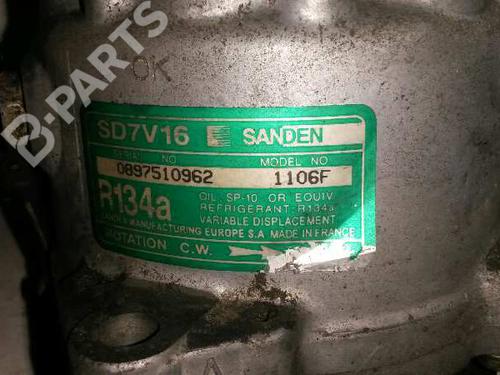 B-PARTS
OK
SD7V16 SANDEN
SERIAL NO MODEL NO
0897510962 1106F
R134a
OIL SP-10 OR EQUIV.
REFRIGERANT-R134a
VARIABLE DISPLACEMENT
SANDEN MANUFACTURING EUROPE S.A MADE IN FRANCE
ROTATION C.W.
A